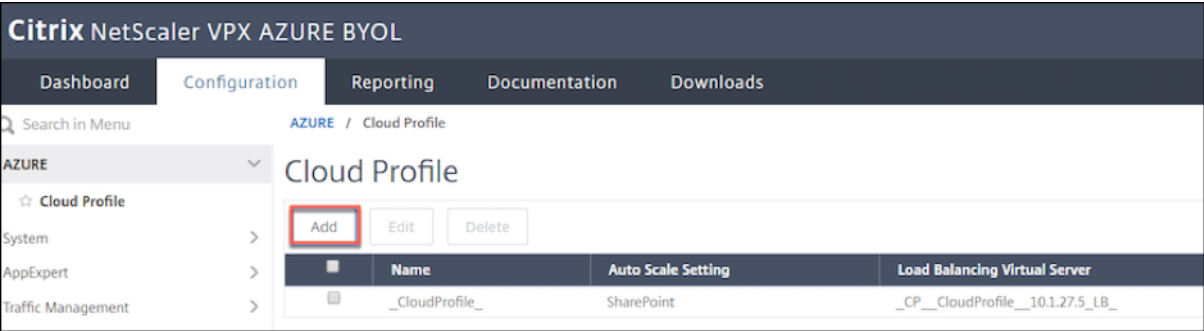 Citrix NetScaler VPX AZURE BYOL
Dashboard Configuration Reporting Documentation Downloads
Search in Menu
AZURE
Cloud Profile
System
AppExpert
Traffic Management
AZURE / Cloud Profile
Cloud Profile
Add Edit Delete
Name Auto Scale Setting Load Balancing Virtual Server
_CloudProfile_ SharePoint _CP__CloudProfile__10.1.27.5_LB_